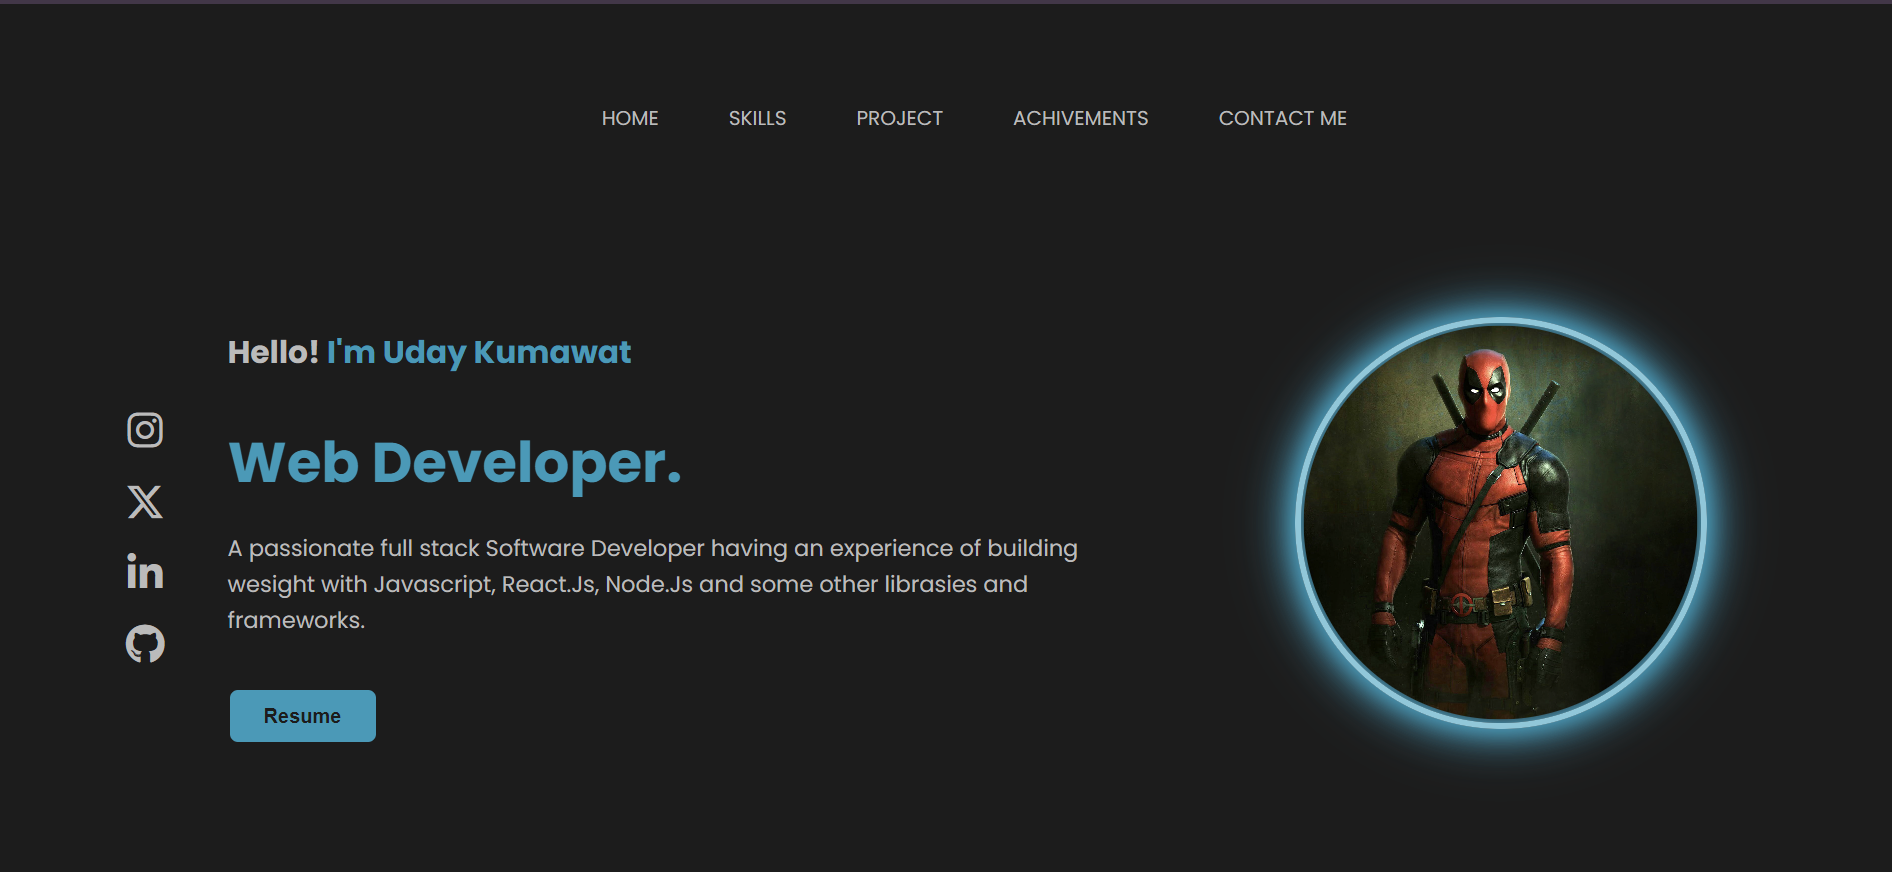 HOME SKILLS PROJECT ACHIVEMENTS CONTACT ME
Hello! I'm Uday Kumawat
Web Developer.
A passionate full stack Software Developer having an experience of building
wesight with Javascript, React.Js, Node.Js and some other librasies and
frameworks.
Resume